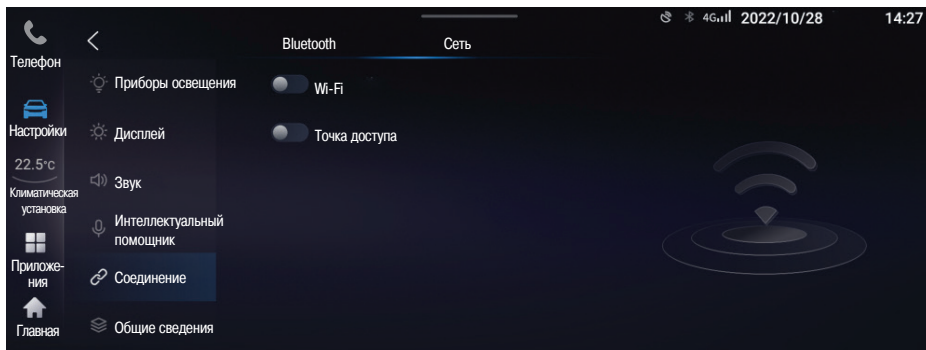 4G 2022/10/28 14:27
Телефон
Настройки
22.5°C
Климатическая
установка
Приложе-
ния
Главная
Приборы освещения
Дисплей
Звук
Интеллектуальный
помощник
Соединение
Общие сведения
Bluetooth Сеть
Wi-Fi
Точка доступа